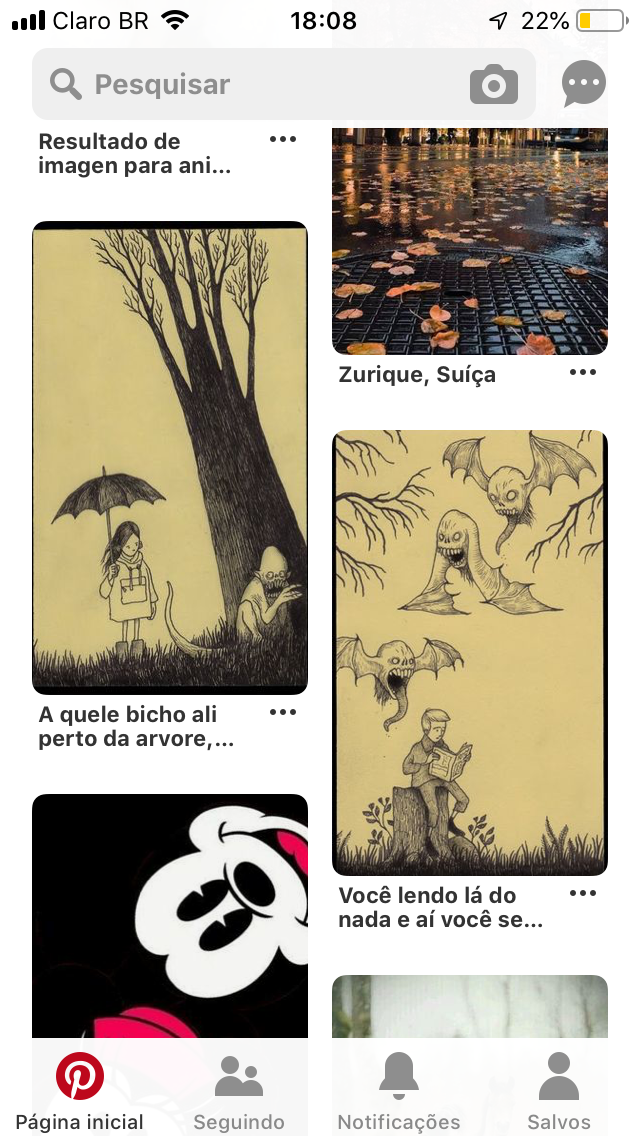 Claro BR
18:08
22%
Pesquisar
Resultado de
imagen para ani...
Zurique, Suíça
A quele bicho ali
perto da arvore,...
Você lendo lá do
nada e aí você se...
Página inicial
Seguindo
Notificações
Salvos